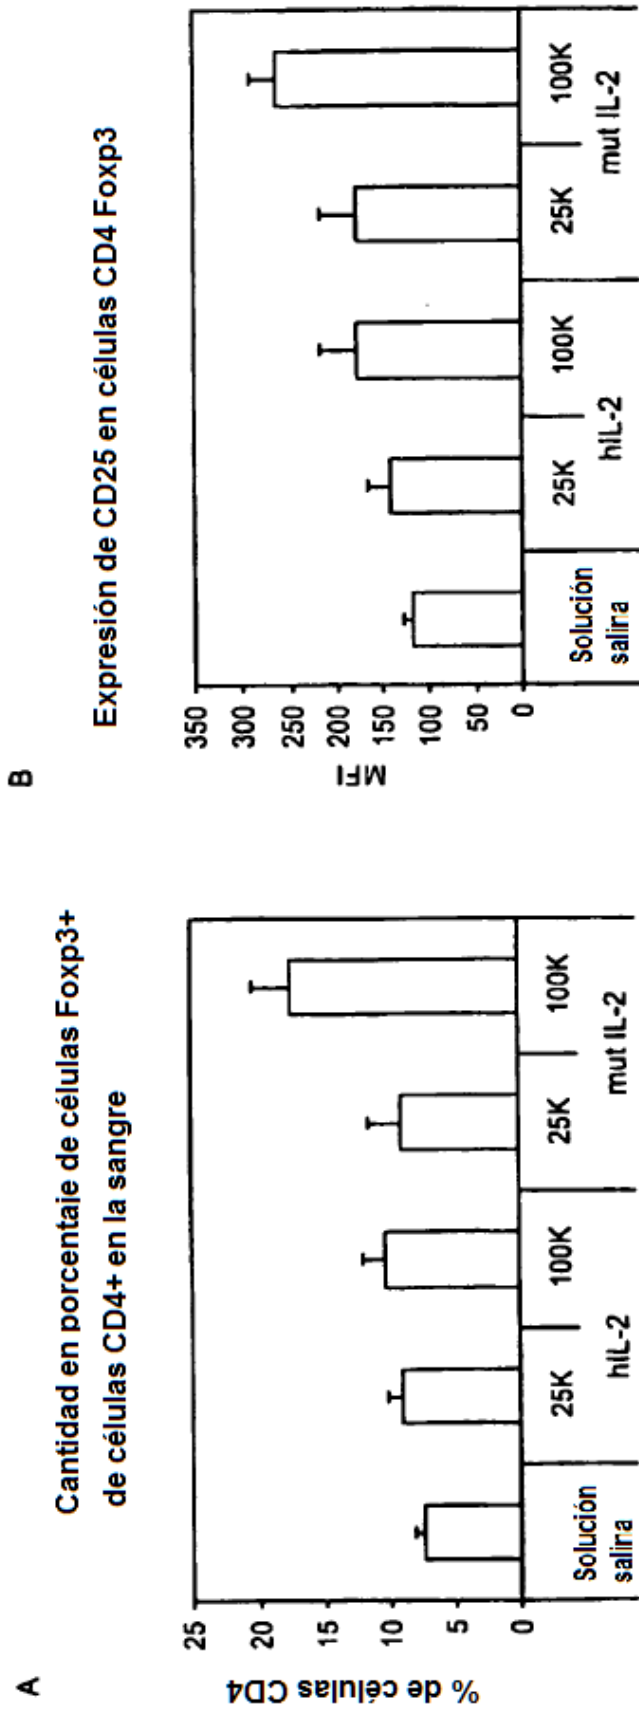 A
Cantidad en porcentaje de células Foxp3+
de células CD4+ en la sangre
% de células CD4
25
20
15
10
5
0
Solución
salina
25K
100K
25K
100K
hIL-2
mut IL-2
B
Expresión de CD25 en células CD4 Foxp3
MFI
350
300
250
200
150
100
50
0
Solución
salina
25K
100K
25K
100K
hIL-2
mut IL-2